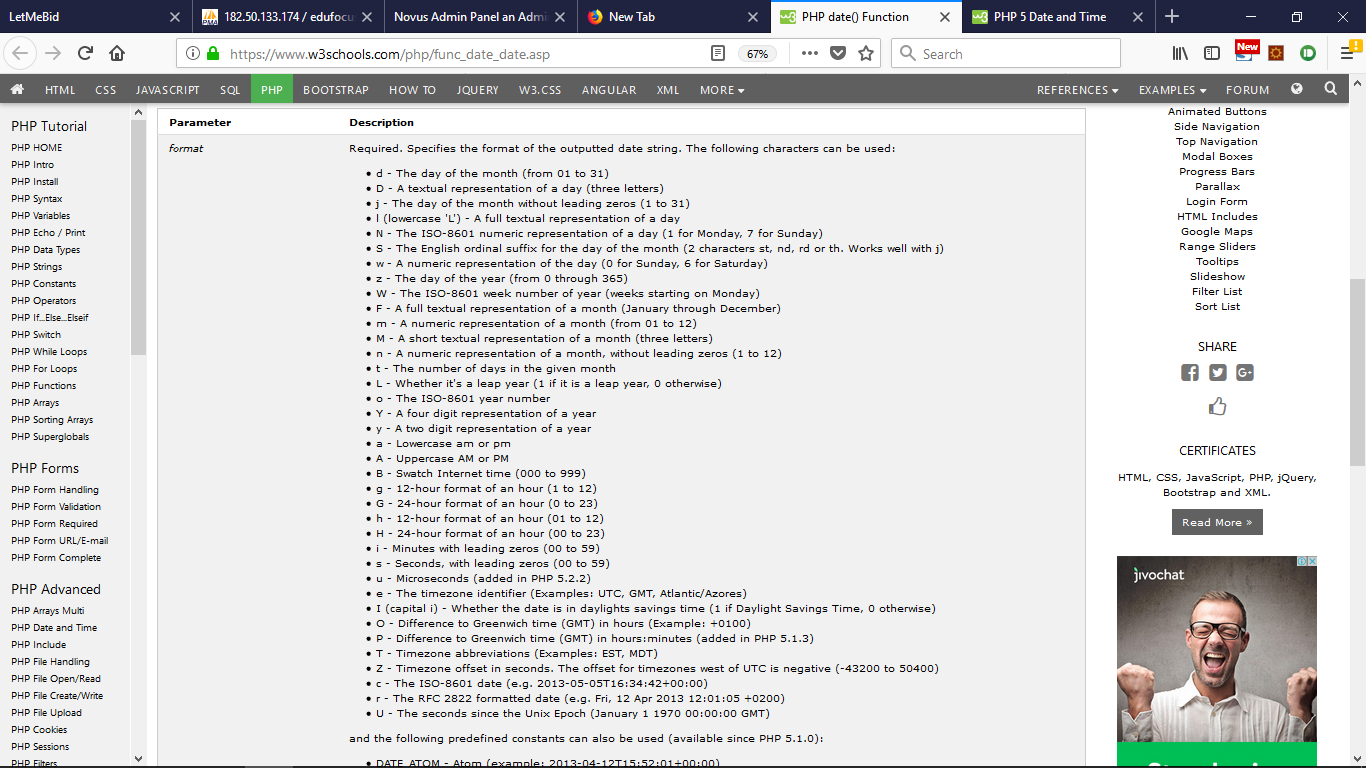 LetMeBid
182.50.133.174 / edufocu
Novus Admin Panel an Admi
New Tab
PHP date() Function
PHP 5 Date and Time
https://www.w3schools.com/php/func_date_date.asp
67%
Search
New
HTML CSS JAVASCRIPT SQL PHP BOOTSTRAP HOW TO JQUERY W3.CSS ANGULAR XML MORE REFERENCES EXAMPLES FORUM
PHP Tutorial
PHP HOME
PHP Intro
PHP Install
PHP Syntax
PHP Variables
PHP Echo / Print
PHP Data Types
PHP Strings
PHP Constants
PHP Operators
PHP If...Else...Elseif
PHP Switch
PHP While Loops
PHP For Loops
PHP Functions
PHP Arrays
PHP Sorting Arrays
PHP Superglobals
PHP Forms
PHP Form Handling
PHP Form Validation
PHP Form Required
PHP Form URL/E-mail
PHP Form Complete
PHP Advanced
PHP Arrays Multi
PHP Date and Time
PHP Include
PHP File Handling
PHP File Open/Read
PHP File Create/Write
PHP File Upload
PHP Cookies
PHP Sessions
PHP Filters
Parameter Description
format Required. Specifies the format of the outputted date string. The following characters can be used:
• d - The day of the month (from 01 to 31)
• D - A textual representation of a day (three letters)
• j - The day of the month without leading zeros (1 to 31)
• l (lowercase 'L') - A full textual representation of a day
• N - The ISO-8601 numeric representation of a day (1 for Monday, 7 for Sunday)
• S - The English ordinal suffix for the day of the month (2 characters st, nd, rd or th. Works well with j)
• w - A numeric representation of the day (0 for Sunday, 6 for Saturday)
• z - The day of the year (from 0 through 365)
• W - The ISO-8601 week number of year (weeks starting on Monday)
• F - A full textual representation of a month (January through December)
• m - A numeric representation of a month (from 01 to 12)
• M - A short textual representation of a month (three letters)
• n - A numeric representation of a month, without leading zeros (1 to 12)
• t - The number of days in the given month
• L - Whether it's a leap year (1 if it is a leap year, 0 otherwise)
• o - The ISO-8601 year number
• Y - A four digit representation of a year
• y - A two digit representation of a year
• a - Lowercase am or pm
• A - Uppercase AM or PM
• B - Swatch Internet time (000 to 999)
• g - 12-hour format of an hour (1 to 12)
• G - 24-hour format of an hour (0 to 23)
• h - 12-hour format of an hour (01 to 12)
• H - 24-hour format of an hour (00 to 23)
• i - Minutes with leading zeros (00 to 59)
• s - Seconds, with leading zeros (00 to 59)
• u - Microseconds (added in PHP 5.2.2)
• e - The timezone identifier (Examples: UTC, GMT, Atlantic/Azores)
• I (capital i) - Whether the date is in daylights savings time (1 if Daylight Savings Time, 0 otherwise)
• O - Difference to Greenwich time (GMT) in hours (Example: +0100)
• P - Difference to Greenwich time (GMT) in hours:minutes (added in PHP 5.1.3)
• T - Timezone abbreviations (Examples: EST, MDT)
• Z - Timezone offset in seconds. The offset for timezones west of UTC is negative (-43200 to 50400)
• c - The ISO-8601 date (e.g. 2013-05-05T16:34:42+00:00)
• r - The RFC 2822 formatted date (e.g. Fri, 12 Apr 2013 12:01:05 +0200)
• U - The seconds since the Unix Epoch (January 1 1970 00:00:00 GMT)
and the following predefined constants can also be used (available since PHP 5.1.0):
• DATE_ATOM - Atom (example: 2013-04-12T15:52:01+00:00)
Animated Buttons
Side Navigation
Top Navigation
Modal Boxes
Progress Bars
Parallax
Login Form
HTML Includes
Google Maps
Range Sliders
Tooltips
Slideshow
Filter List
Sort List
SHARE
CERTIFICATES
HTML, CSS, JavaScript, PHP, jQuery,
Bootstrap and XML.
Read More »
jivochat